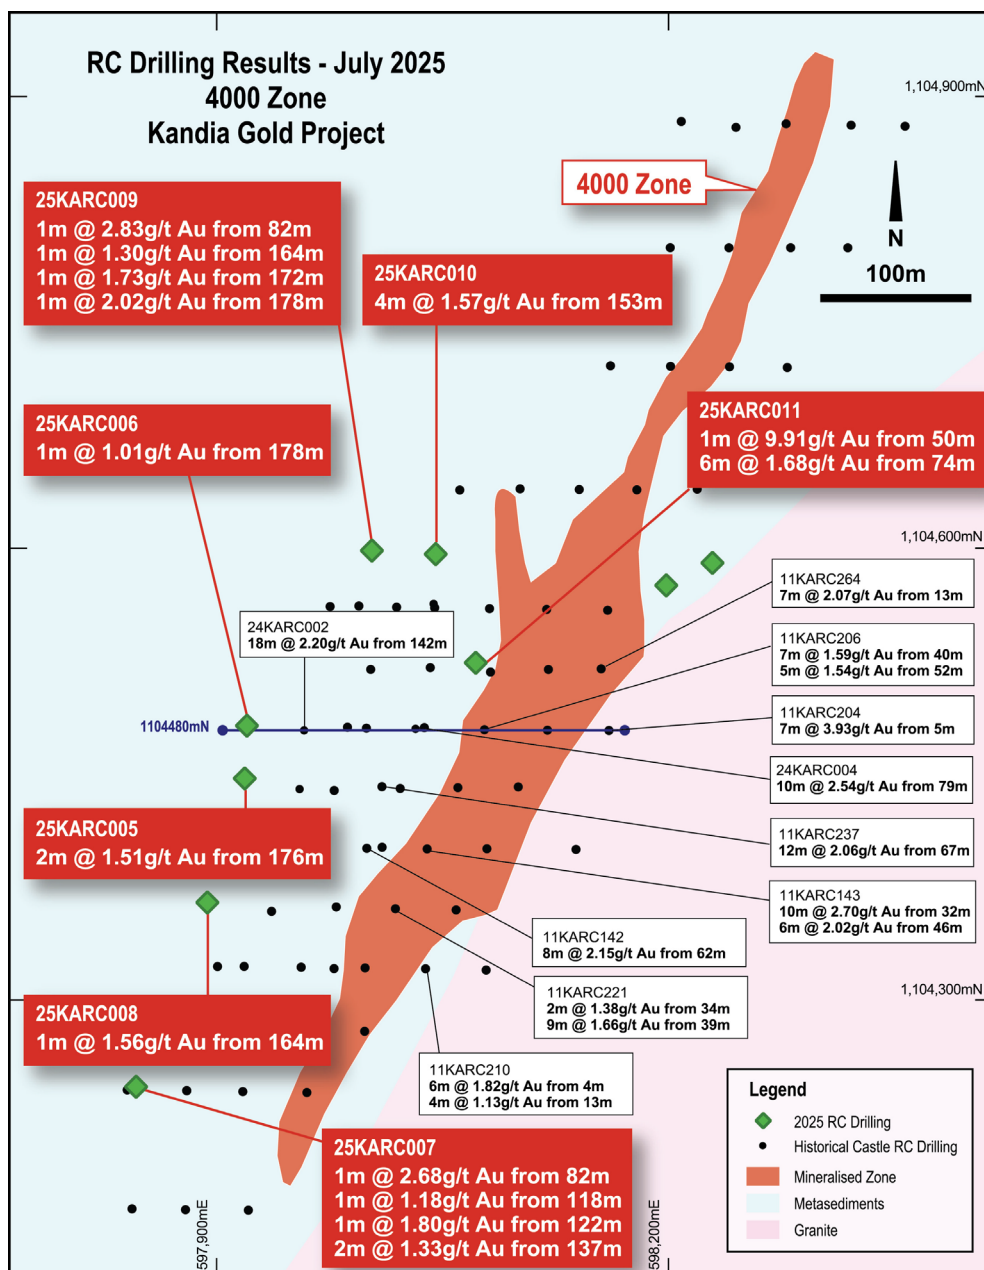 RC Drilling Results - July 2025
4000 Zone
Kandia Gold Project
1,104,900mN
4000 Zone
N
100m
25KARC009
1m @ 2.83g/t Au from 82m
1m @ 1.30g/t Au from 164m
1m @ 1.73g/t Au from 172m
1m @ 2.02g/t Au from 178m
25KARC010
4m @ 1.57g/t Au from 153m
25KARC006
1m @ 1.01g/t Au from 178m
25KARC011
1m @ 9.91g/t Au from 50m
6m @ 1.68g/t Au from 74m
1,104,600mN
11KARC264
7m @ 2.07g/t Au from 13m
24KARC002
18m @ 2.20g/t Au from 142m
11KARC206
7m @ 1.59g/t Au from 40m
5m @ 1.54g/t Au from 52m
1104480mN
11KARC204
7m @ 3.93g/t Au from 5m
24KARC004
10m @ 2.54g/t Au from 79m
25KARC005
2m @ 1.51g/t Au from 176m
11KARC237
12m @ 2.06g/t Au from 67m
11KARC143
10m @ 2.70g/t Au from 32m
6m @ 2.02g/t Au from 46m
11KARC142
8m @ 2.15g/t Au from 62m
11KARC221
2m @ 1.38g/t Au from 34m
9m @ 1.66g/t Au from 39m
1,104,300mN
25KARC008
1m @ 1.56g/t Au from 164m
11KARC210
6m @ 1.82g/t Au from 4m
4m @ 1.13g/t Au from 13m
25KARC007
1m @ 2.68g/t Au from 82m
1m @ 1.18g/t Au from 118m
1m @ 1.80g/t Au from 122m
2m @ 1.33g/t Au from 137m
Legend
2025 RC Drilling
Historical Castle RC Drilling
Mineralised Zone
Metasediments
Granite
597,900mE
598,200mE